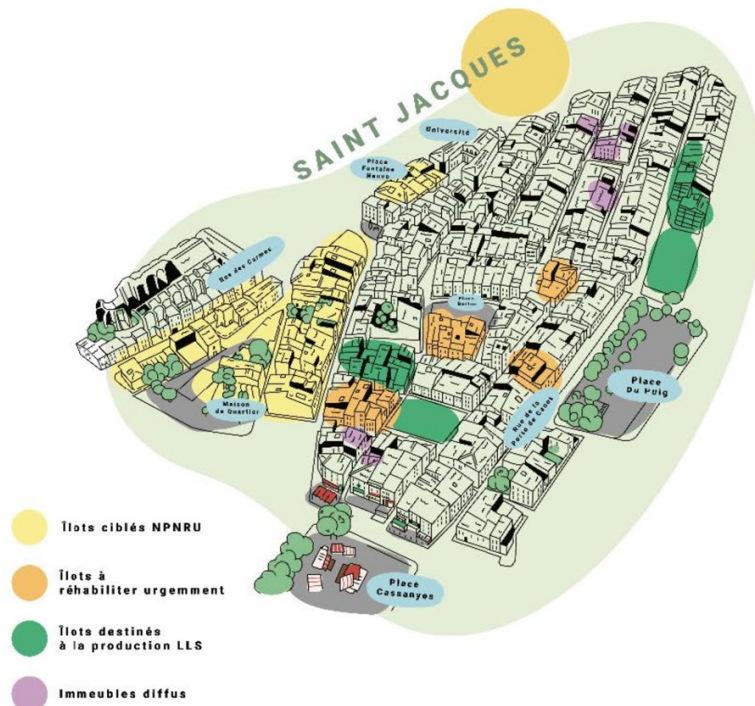 SAINT JACQUES
Université
Place
Fontaine
Neuve
Rue des Carmes
Place
Maison
de Quartier
Rue de la
Porte de Canet
Place
Du Puig
Place
Cassanyes
Îlots ciblés NPNRU
Îlots à
réhabiliter urgemment
Îlots destinés
à la production LLS
Immeubles diffus